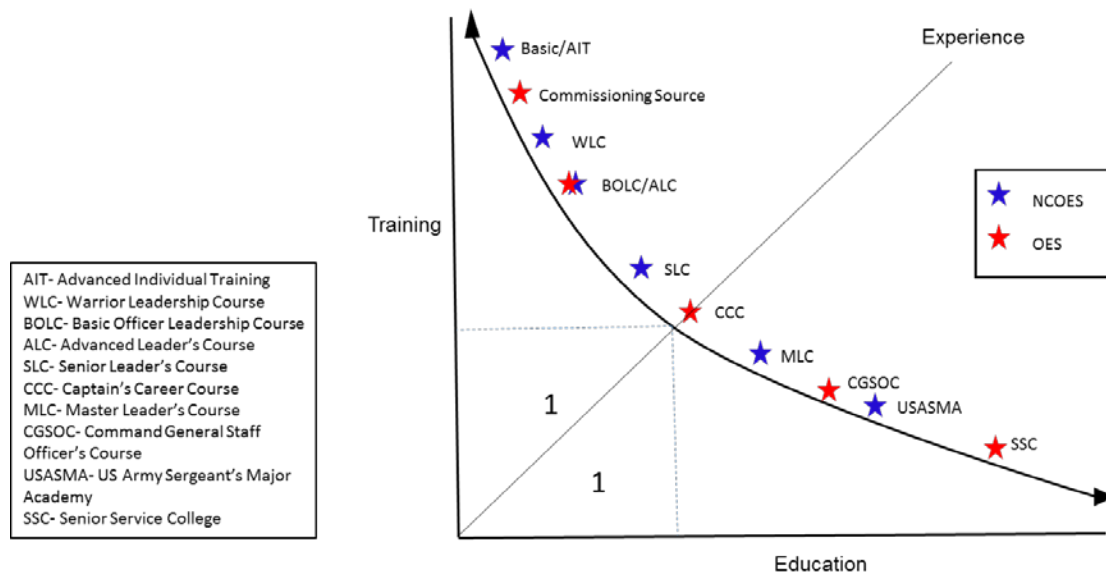 Basic/AIT
Experience
Commissioning Source
WLC
BOLC/ALC
NCOES
Training
OES
AIT- Advanced Individual Training
WLC- Warrior Leadership Course
BOLC- Basic Officer Leadership Course
ALC- Advanced Leader's Course
SLC- Senior Leader's Course
CCC- Captain's Career Course
MLC- Master Leader's Course
CGSOC- Command General Staff
Officer's Course
USASMA- US Army Sergeant's Major
Academy
SSC- Senior Service College
SLC
CCC
MLC
CGSOC
USASMA
SSC
1
1
Education